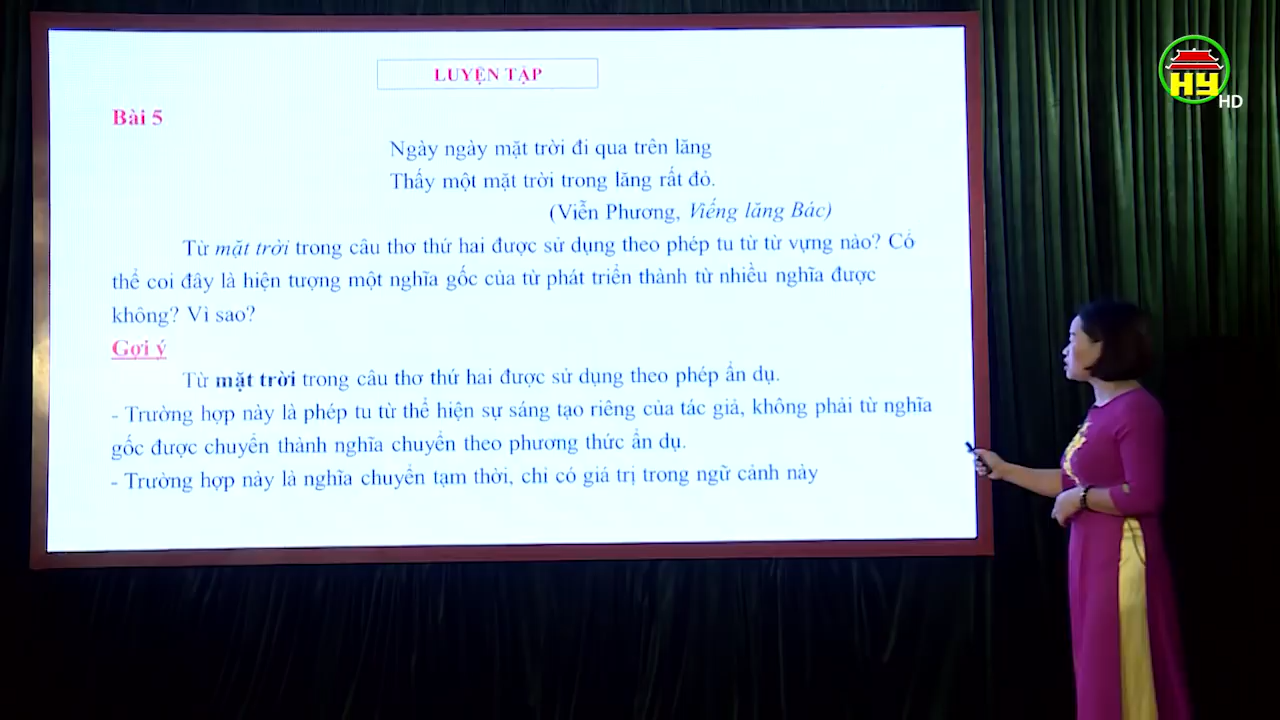 HY
HD
LUYỆN TẬP
Bài 5
Ngày ngày mặt trời đi qua trên lăng
Thấy một mặt trời trong lăng rất đỏ.
(Viễn Phương, Viếng lăng Bác)
Từ mặt trời trong câu thơ thứ hai được sử dụng theo phép tu từ từ vựng nào? Có
thể coi đây là hiện tượng một nghĩa gốc của từ phát triển thành từ nhiều nghĩa được
không? Vì sao?
Gợi ý
Từ mặt trời trong câu thơ thứ hai được sử dụng theo phép ẩn dụ.
- Trường hợp này là phép tu từ thể hiện sự sáng tạo riêng của tác giả, không phải từ nghĩa
gốc được chuyển thành nghĩa chuyển theo phương thức ẩn dụ.
- Trường hợp này là nghĩa chuyển tạm thời, chỉ có giá trị trong ngữ cảnh này